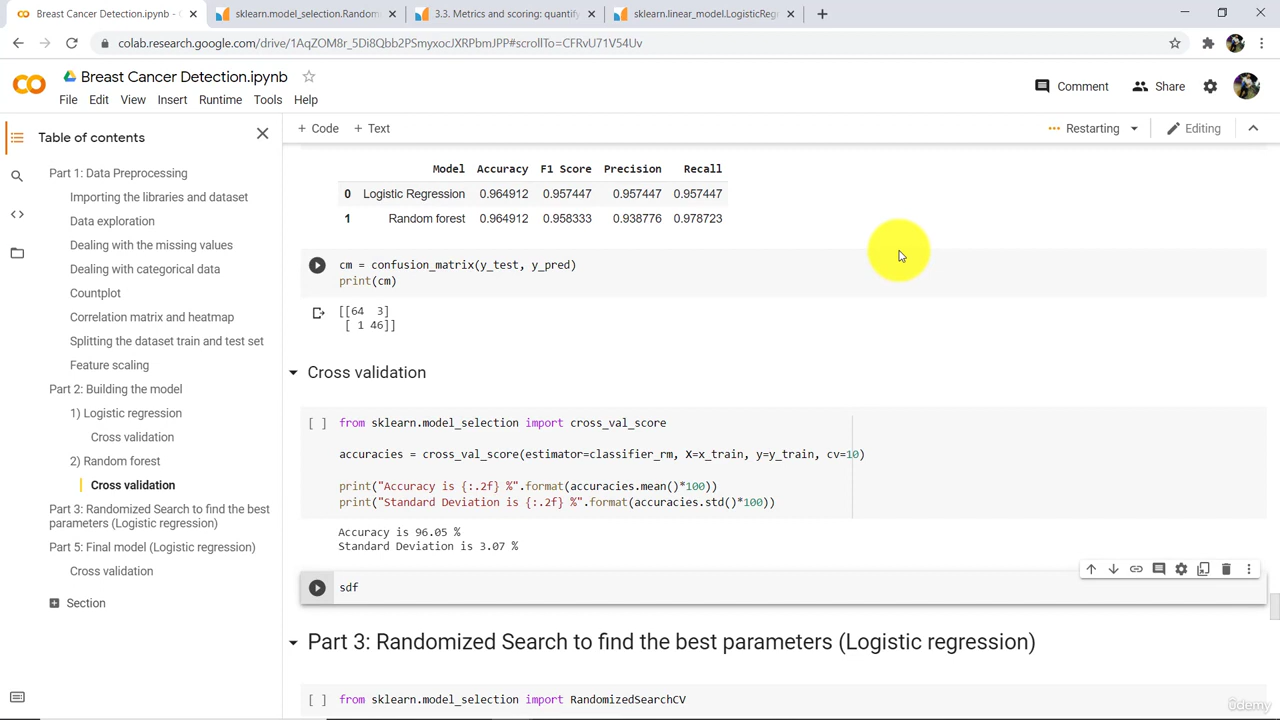 Breast Cancer Detection.ipynb - C
sklearn.model_selection.Random
3.3. Metrics and scoring: quantify
sklearn.linear_model.LogisticRegr
colab.research.google.com/drive/1AqZOM8r_5Di8Qbb2PSmyxocJXRPbmJPP#scrollTo=CFRvU71V54Uv
Breast Cancer Detection.ipynb
File Edit View Insert Runtime Tools Help
Comment
Share
Table of contents
+ Code + Text
Restarting
Editing
Part 1: Data Preprocessing
Importing the libraries and dataset
Data exploration
Dealing with the missing values
Dealing with categorical data
Countplot
Correlation matrix and heatmap
Splitting the dataset train and test set
Feature scaling
Part 2: Building the model
1) Logistic regression
Cross validation
2) Random forest
Cross validation
Part 3: Randomized Search to find the best
parameters (Logistic regression)
Part 5: Final model (Logistic regression)
Cross validation
Section
Model Accuracy F1 Score Precision Recall
0 Logistic Regression 0.964912 0.957447 0.957447 0.957447
1 Random forest 0.964912 0.958333 0.938776 0.978723
cm = confusion_matrix(y_test, y_pred)
print(cm)
[[64 3]
[ 1 46]]
Cross validation
[ ] from sklearn.model_selection import cross_val_score
accuracies = cross_val_score(estimator=classifier_rm, X=x_train, y=y_train, cv=10)
print("Accuracy is {:.2f} %".format(accuracies.mean()*100))
print("Standard Deviation is {:.2f} %".format(accuracies.std()*100))
Accuracy is 96.05 %
Standard Deviation is 3.07 %
sdf
Part 3: Randomized Search to find the best parameters (Logistic regression)
[ ] from sklearn.model_selection import RandomizedSearchCV
ûdemy